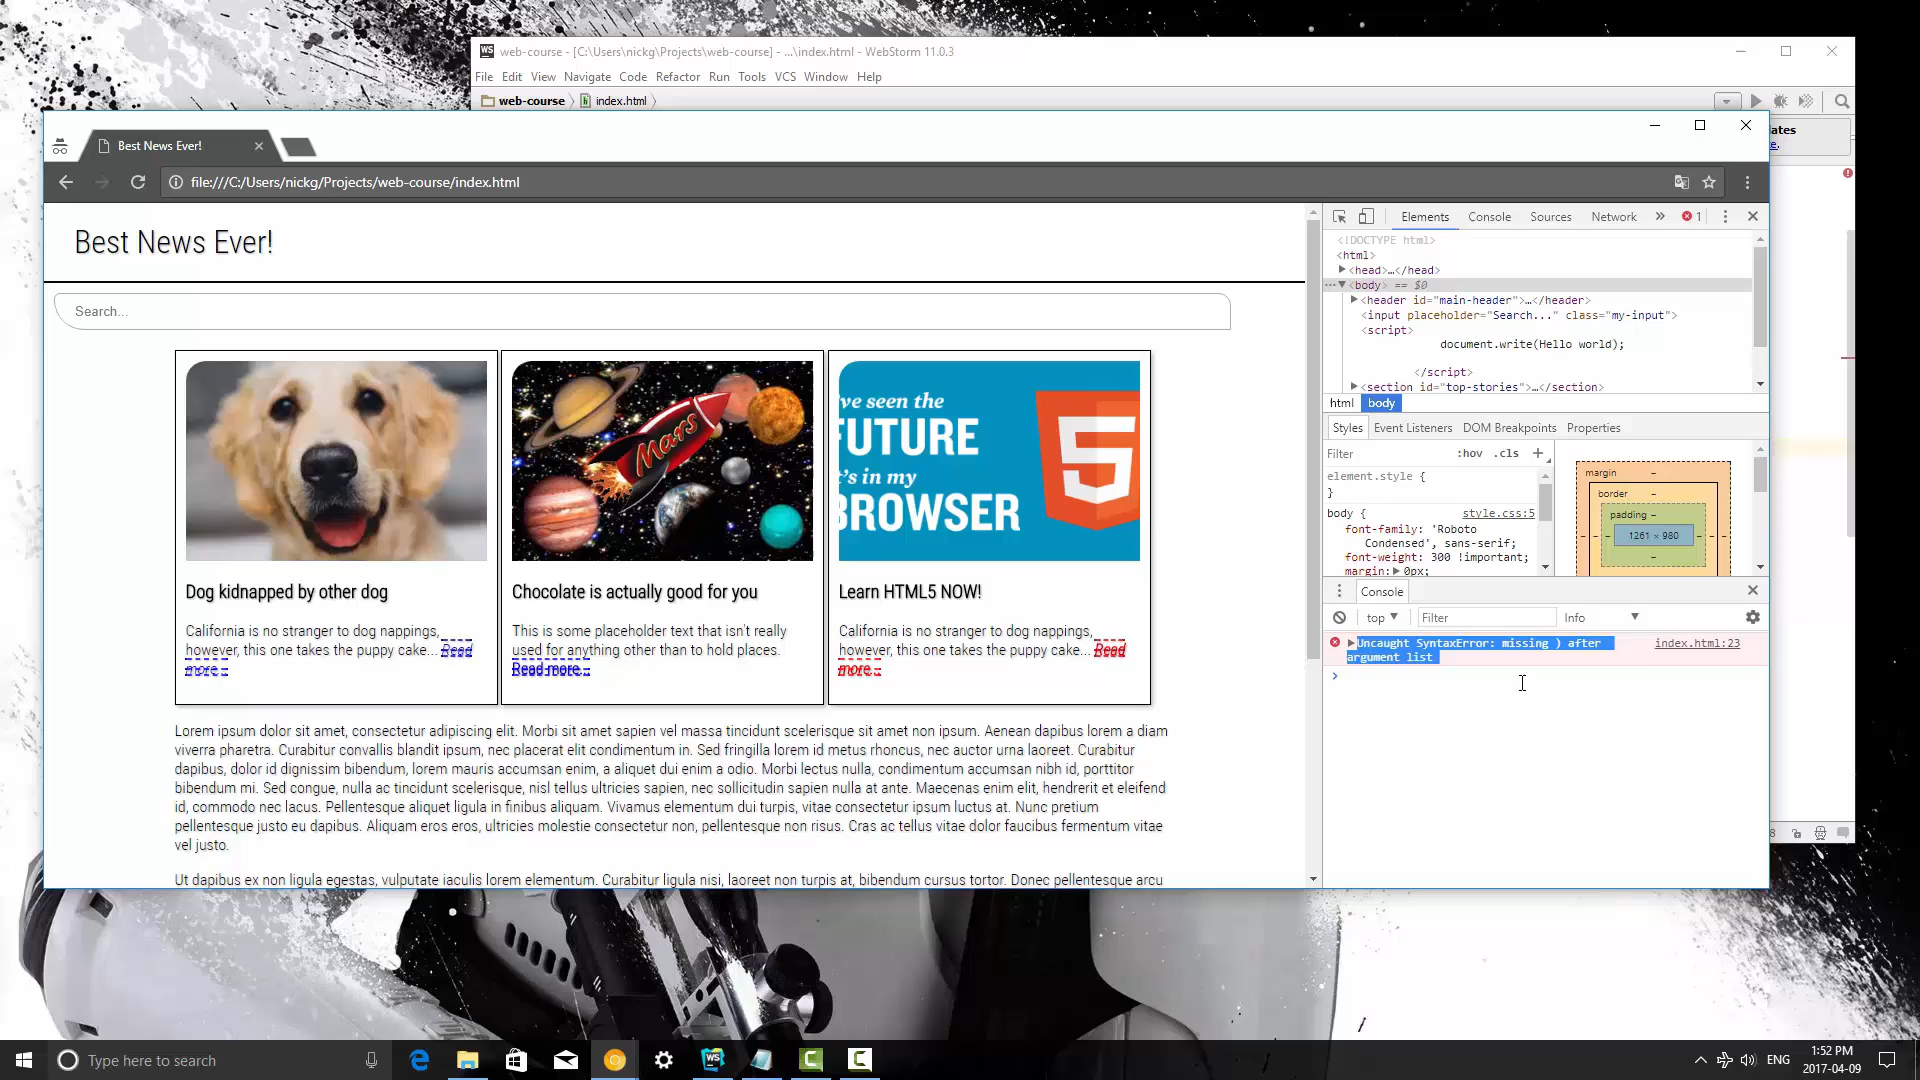 web-course - [C:\Users\nickg\Projects\web-course] - ...\index.html - WebStorm 11.0.3
File Edit View Navigate Code Refactor Run Tools VCS Window Help
web-course index.html
Best News Ever!
file:///C:/Users/nickg/Projects/web-course/index.html
Best News Ever!
Search...
I've seen the
FUTURE
it's in my
BROWSER
5
Mars
Dog kidnapped by other dog
California is no stranger to dog nappings,
however, this one takes the puppy cake... Read
more...
Chocolate is actually good for you
This is some placeholder text that isn't really
used for anything other than to hold places.
Read more...
Learn HTML5 NOW!
California is no stranger to dog nappings,
however, this one takes the puppy cake... Read
more...
Lorem ipsum dolor sit amet, consectetur adipiscing elit. Morbi sit amet sapien vel massa tincidunt scelerisque sit amet non ipsum. Aenean dapibus lorem a diam
viverra pharetra. Curabitur convallis blandit ipsum, nec placerat elit condimentum in. Sed fringilla lorem id metus rhoncus, nec auctor urna laoreet. Curabitur
dapibus, dolor id dignissim bibendum, lorem mauris accumsan enim, a aliquet dui enim a odio. Morbi lectus nulla, condimentum accumsan nibh id, porttitor
bibendum mi. Sed congue, nulla ac tincidunt scelerisque, nisl tellus ultricies sapien, nec sollicitudin sapien nulla at ante. Maecenas enim elit, hendrerit et eleifend
id, commodo nec lacus. Pellentesque aliquet ligula in finibus aliquam. Vivamus elementum dui turpis, vitae consectetur ipsum luctus at. Nunc pretium
pellentesque justo eu dapibus. Aliquam eros eros, ultricies molestie consectetur non, pellentesque non risus. Cras ac tellus vitae dolor faucibus fermentum vitae
vel justo.
Ut dapibus ex non ligula egestas, vulputate iaculis lorem elementum. Curabitur ligula nisi, laoreet non turpis at, bibendum cursus tortor. Donec pellentesque arcu
Elements Console Sources Network » 1
<!DOCTYPE html>
<html>
<head>…</head>
<body> == $0
<header id="main-header">…</header>
<input placeholder="Search..." class="my-input">
<script>
document.write(Hello world);
</script>
<section id="top-stories">…</section>
html body
Styles Event Listeners DOM Breakpoints Properties
Filter :hov .cls +
element.style {
}
body { style.css:5
font-family: 'Roboto
Condensed', sans-serif;
font-weight: 300 !important;
margin: 0px;
margin –
border –
padding –
1261 × 980
Console
top Filter Info
Uncaught SyntaxError: missing ) after index.html:23
argument list
>
Type here to search
WS
ENG
1:52 PM
2017-04-09